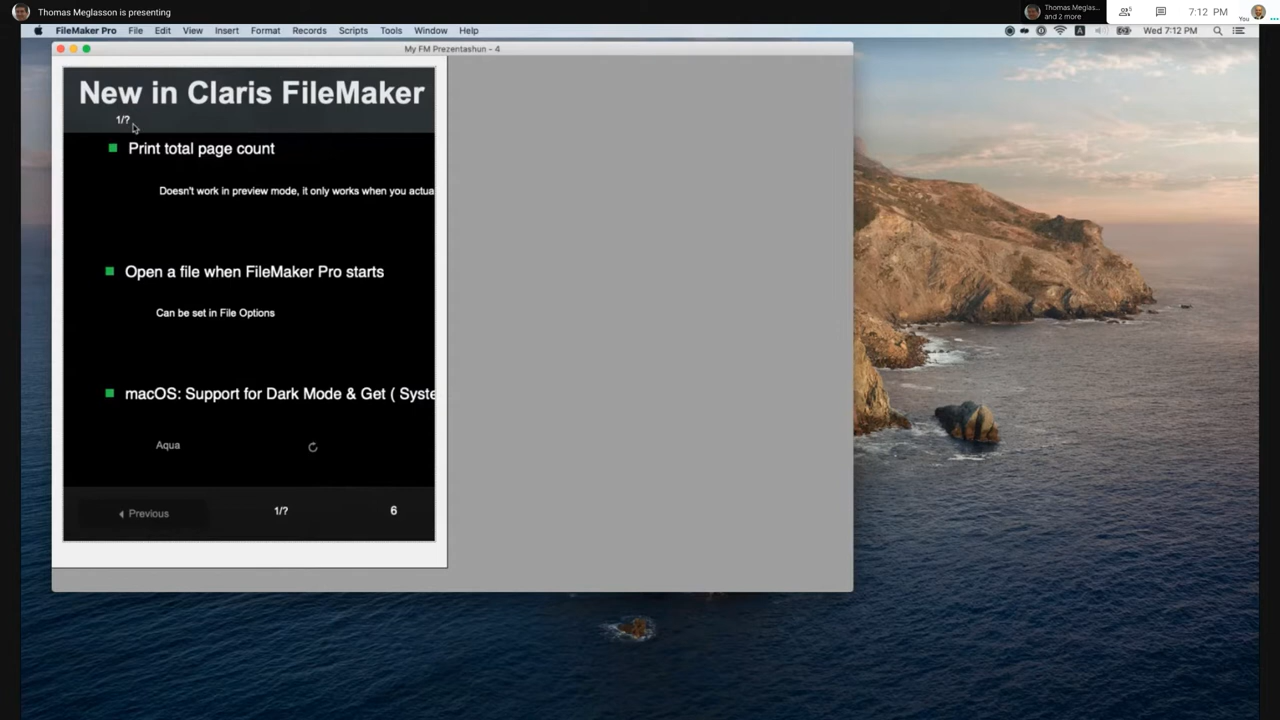 Thomas Meglasson is presenting
Thomas Meglas...
and 2 more
7:12 PM
You
FileMaker Pro File Edit View Insert Format Records Scripts Tools Window Help
A
Wed 7:12 PM
My FM Prezentashun - 4
New in Claris FileMaker
1/?
Print total page count
Doesn't work in preview mode, it only works when you actua
Open a file when FileMaker Pro starts
Can be set in File Options
macOS: Support for Dark Mode & Get ( Syste
Aqua
Previous
1/?
6